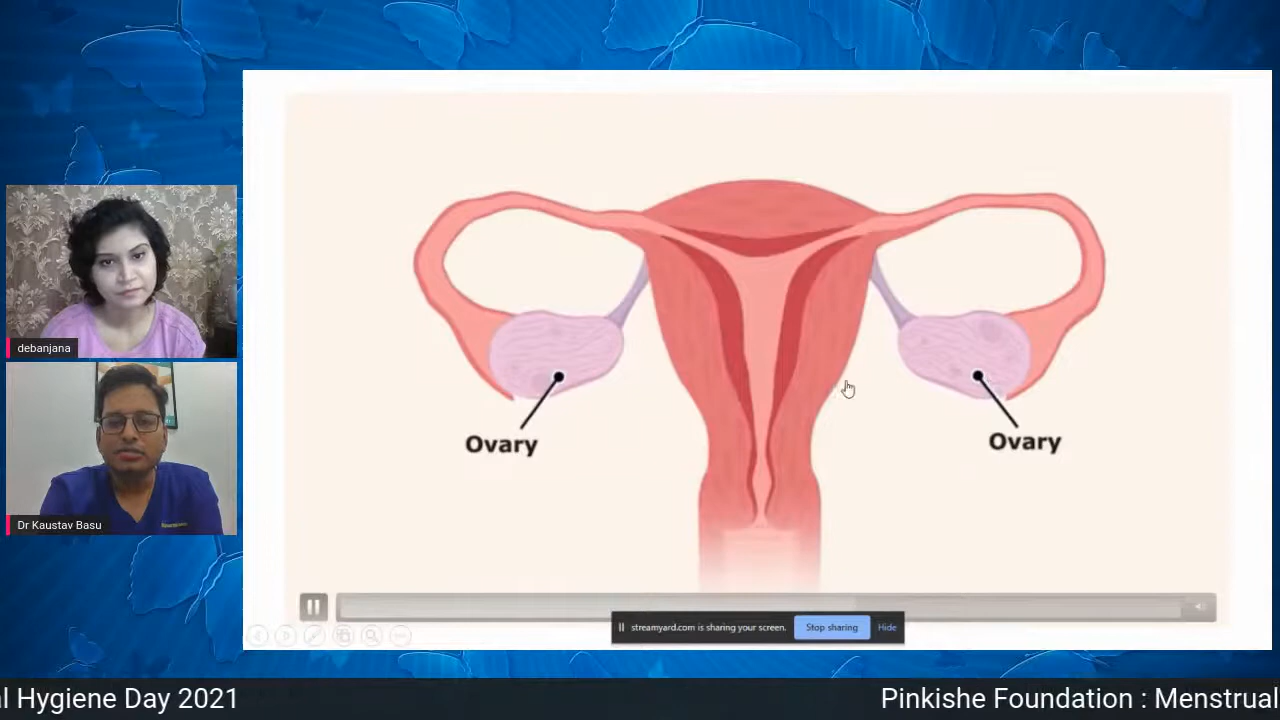 debanjana
Dr Kaustav Basu
Ovary
Ovary
streamyard.com is sharing your screen.
Stop sharing
Hide
al Hygiene Day 2021
Pinkishe Foundation : Menstrual